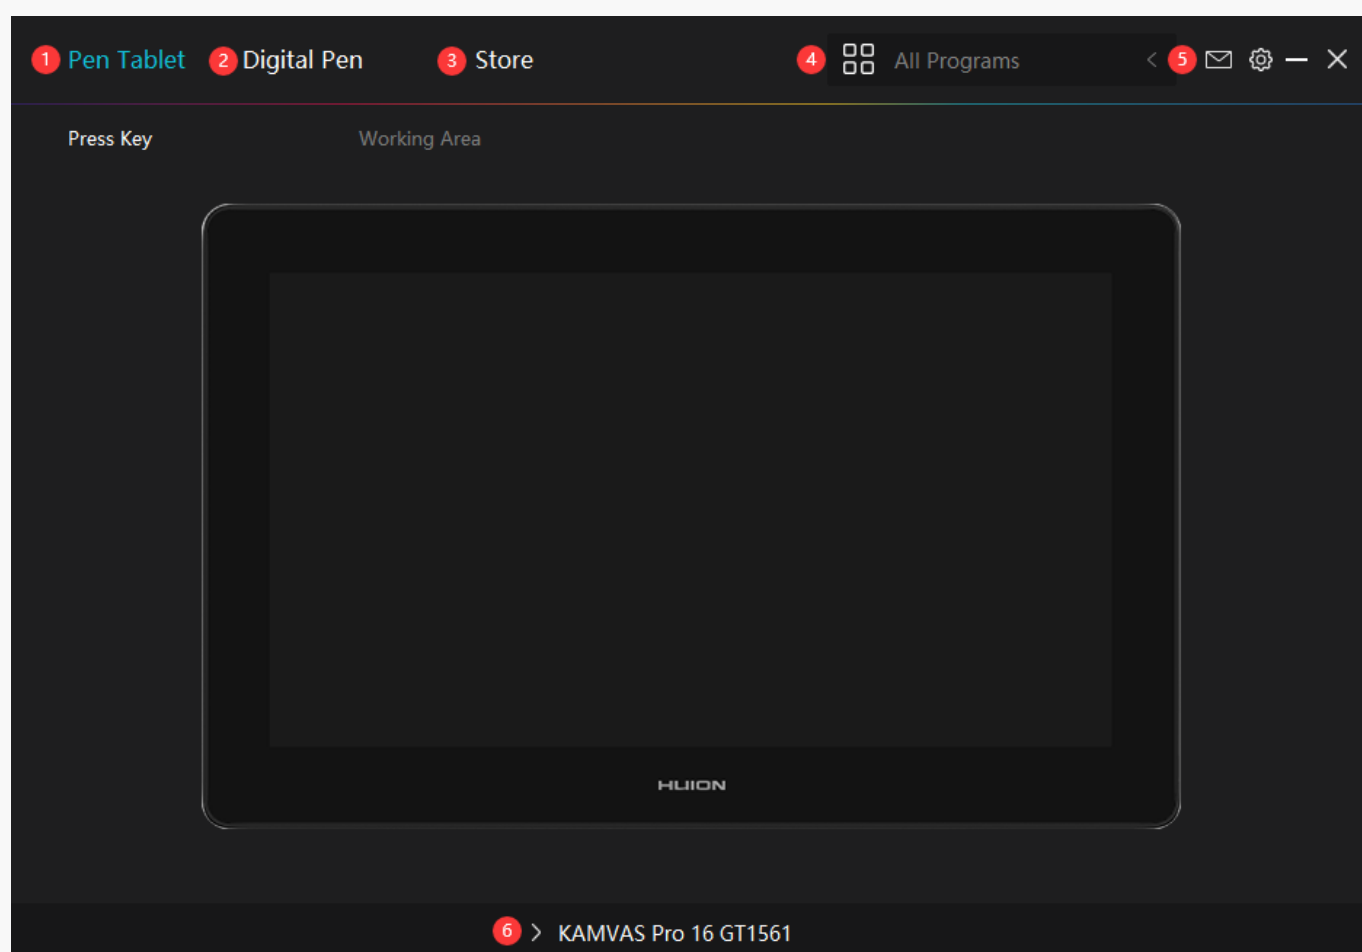 1 Pen Tablet 2 Digital Pen 3 Store 4 All Programs 5
Press Key Working Area
HUION
6 KAMVAS Pro 16 GT1561